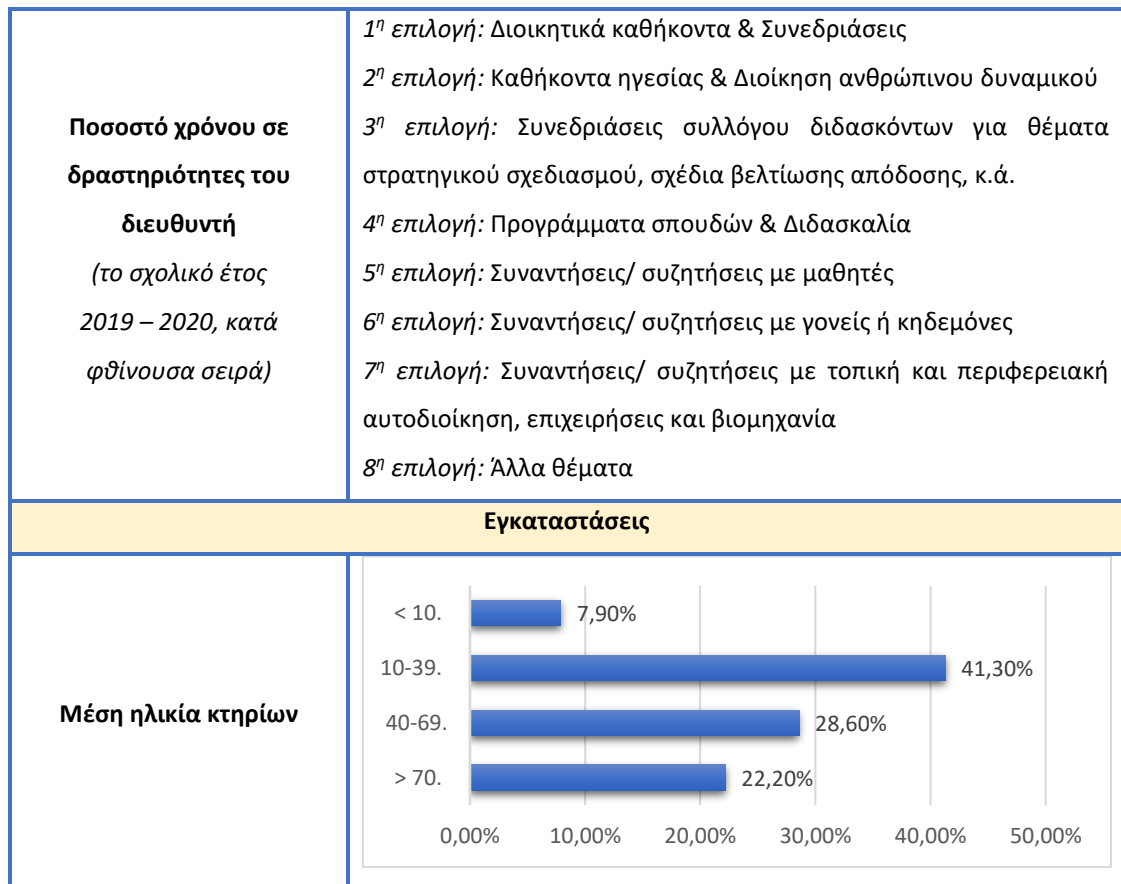 Ποσοστό χρόνου σε
δραστηριότητες του
διευθυντή
(το σχολικό έτος
2019 – 2020, κατά
φθίνουσα σειρά)
1η επιλογή: Διοικητικά καθήκοντα & Συνεδριάσεις
2η επιλογή: Καθήκοντα ηγεσίας & Διοίκηση ανθρώπινου δυναμικού
3η επιλογή: Συνεδριάσεις συλλόγου διδασκόντων για θέματα
στρατηγικού σχεδιασμού, σχέδια βελτίωσης απόδοσης, κ.ά.
4η επιλογή: Προγράμματα σπουδών & Διδασκαλία
5η επιλογή: Συναντήσεις/ συζητήσεις με μαθητές
6η επιλογή: Συναντήσεις/ συζητήσεις με γονείς ή κηδεμόνες
7η επιλογή: Συναντήσεις/ συζητήσεις με τοπική και περιφερειακή
αυτοδιοίκηση, επιχειρήσεις και βιομηχανία
8η επιλογή: Άλλα θέματα
Εγκαταστάσεις
Μέση ηλικία κτηρίων
< 10. 7,90%
10-39. 41,30%
40-69. 28,60%
> 70. 22,20%
0,00% 10,00% 20,00% 30,00% 40,00% 50,00%